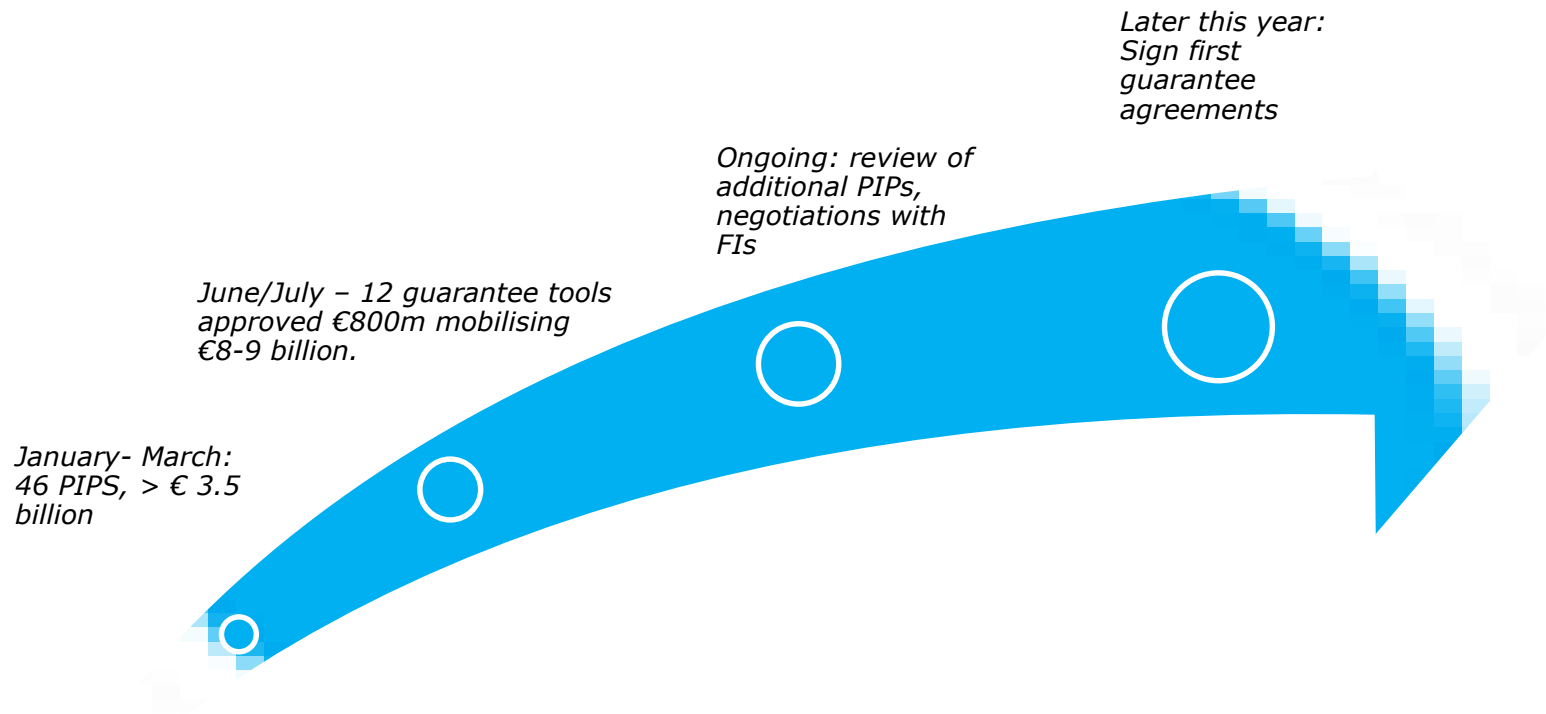 Later this year:
Sign first
guarantee
agreements
Ongoing: review of
additional PIPs,
negotiations with
FIs
June/July – 12 guarantee tools
approved €800m mobilising
€8-9 billion.
January- March:
46 PIPS, > € 3.5
billion